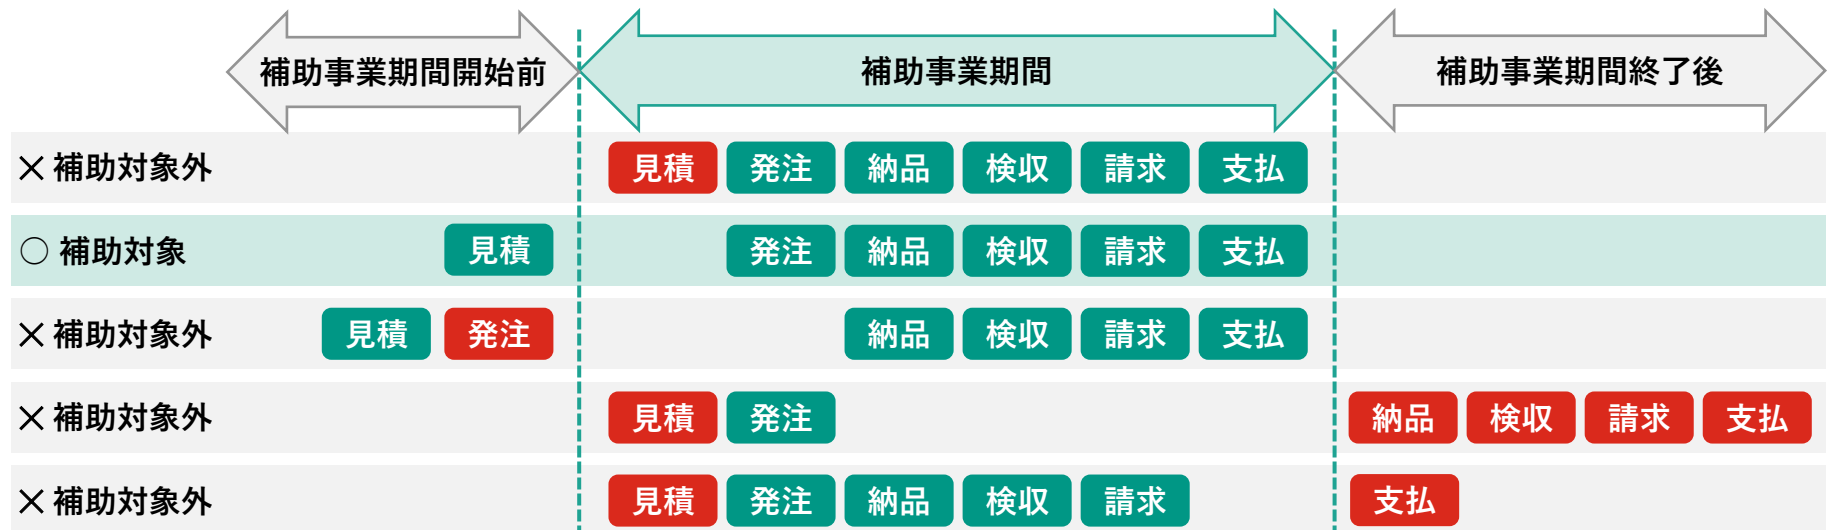 補助事業期間開始前 補助事業期間 補助事業期間終了後
×補助対象外 見積 発注 納品 検収 請求 支払
○ 補助対象 見積 発注 納品 検収 請求 支払
×補助対象外 見積 発注 納品 検収 請求 支払
×補助対象外 見積 発注 納品 検収 請求 支払
×補助対象外 見積 発注 納品 検収 請求 支払